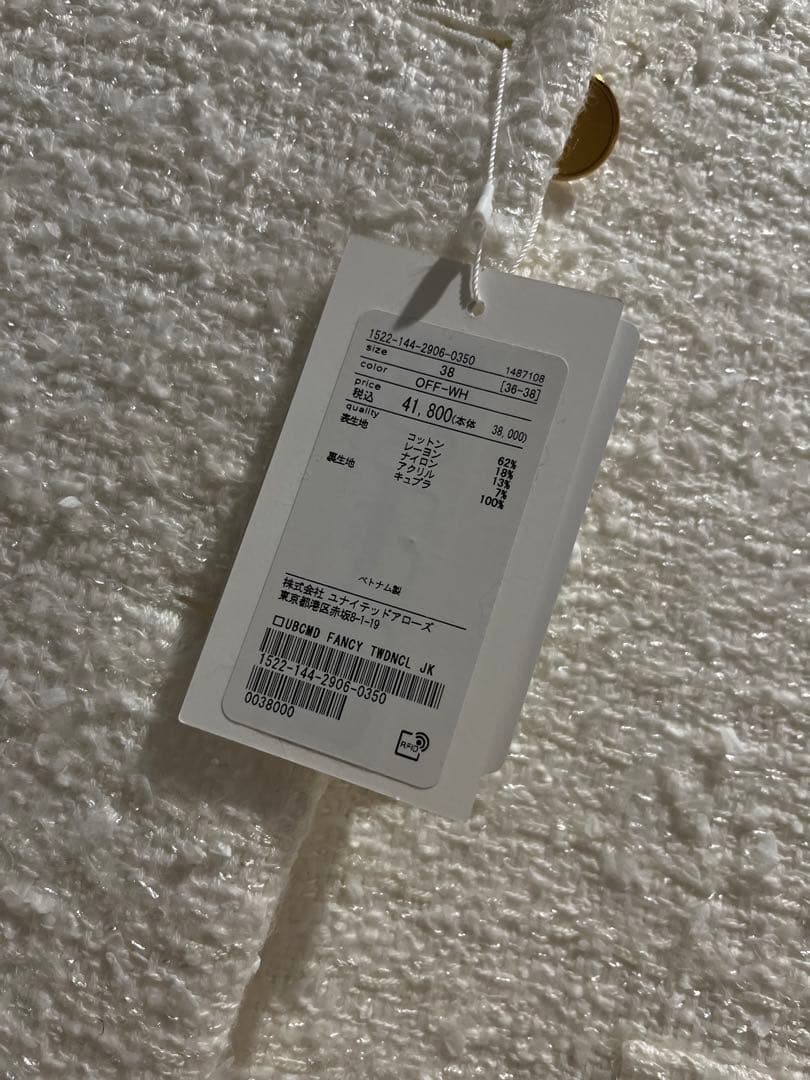 1522-144-2906-0350
1487108
size 38 [36-38]
color OFF-WH
price
税込 41,800(本体 38,000)
quality
表生地 コットン 62%
レーヨン 18%
ナイロン 13%
アクリル 7%
裏生地 キュプラ 100%
ベトナム製
株式会社 ユナイテッドアローズ
東京都港区赤坂8-1-19
□UBCMD FANCY TWDNCL JK
1522-144-2906-0350
0038000
RFID